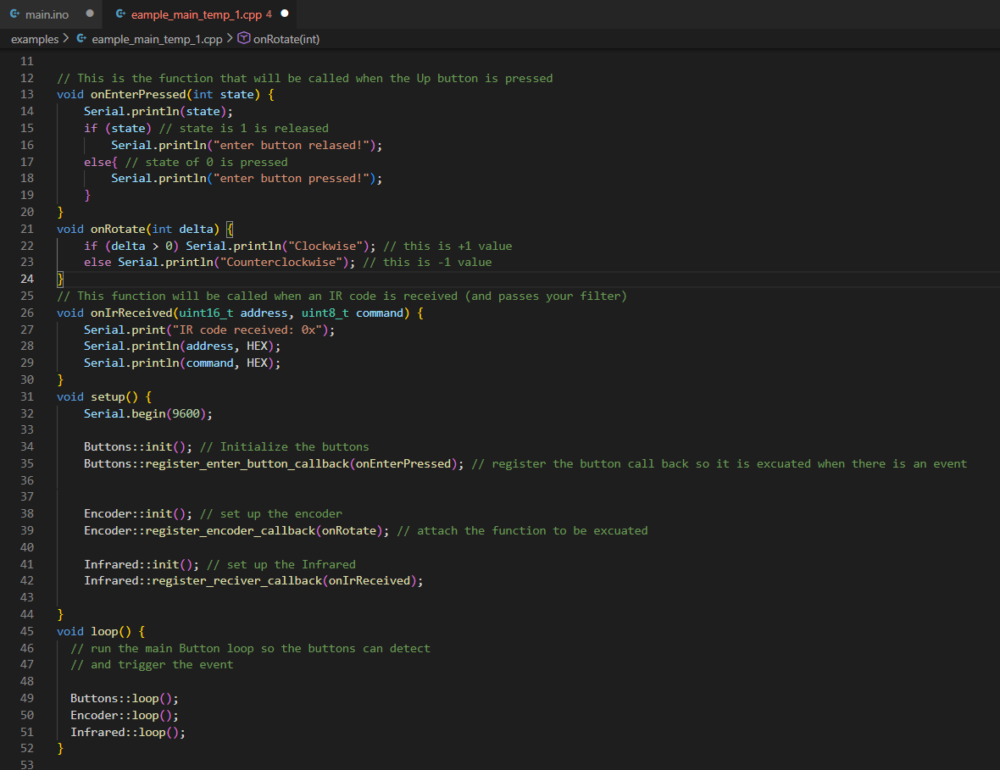 main.ino
eample_main_temp_1.cpp 4
examples > eample_main_temp_1.cpp > onRotate(int)
11
12 // This is the function that will be called when the Up button is pressed
13 void onEnterPressed(int state) {
14     Serial.println(state);
15     if (state) // state is 1 is released
16         Serial.println("enter button relased!");
17     else{ // state of 0 is pressed
18         Serial.println("enter button pressed!");
19     }
20 }
21 void onRotate(int delta) {
22     if (delta > 0) Serial.println("Clockwise"); // this is +1 value
23     else Serial.println("Counterclockwise"); // this is -1 value
24 }
25 // This function will be called when an IR code is received (and passes your filter)
26 void onIrReceived(uint16_t address, uint8_t command) {
27     Serial.print("IR code received: 0x");
28     Serial.println(address, HEX);
29     Serial.println(command, HEX);
30 }
31 void setup() {
32     Serial.begin(9600);
33
34     Buttons::init(); // Initialize the buttons
35     Buttons::register_enter_button_callback(onEnterPressed); // register the button call back so it is excuated when there is an event
36
37
38     Encoder::init(); // set up the encoder
39     Encoder::register_encoder_callback(onRotate); // attach the function to be excuated
40
41     Infrared::init(); // set up the Infrared
42     Infrared::register_reciver_callback(onIrReceived);
43
44 }
45 void loop() {
46   // run the main Button loop so the buttons can detect
47   // and trigger the event
48
49   Buttons::loop();
50   Encoder::loop();
51   Infrared::loop();
52 }
53